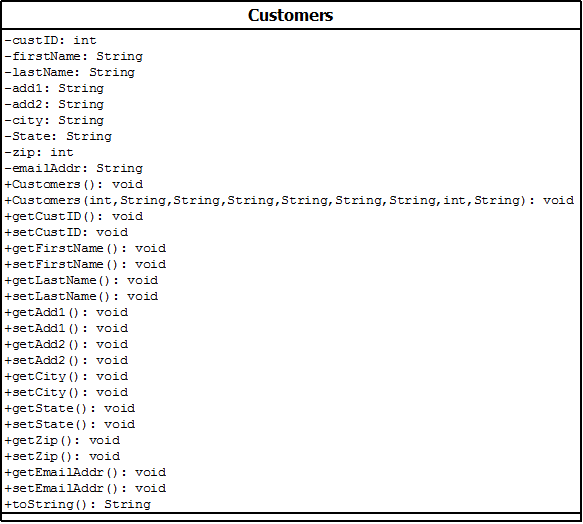 Customers
-custID: int
-firstName: String
-lastName: String
-add1: String
-add2: String
-city: String
-State: String
-zip: int
-emailAddr: String
+Customers(): void
+Customers(int,String,String,String,String,String,String,int,String): void
+getCustID(): void
+setCustID: void
+getFirstName(): void
+setFirstName(): void
+getLastName(): void
+setLastName(): void
+getAdd1(): void
+setAdd1(): void
+getAdd2(): void
+setAdd2(): void
+getCity(): void
+setCity(): void
+getState(): void
+setState(): void
+getZip(): void
+setZip(): void
+getEmailAddr(): void
+setEmailAddr(): void
+toString(): String